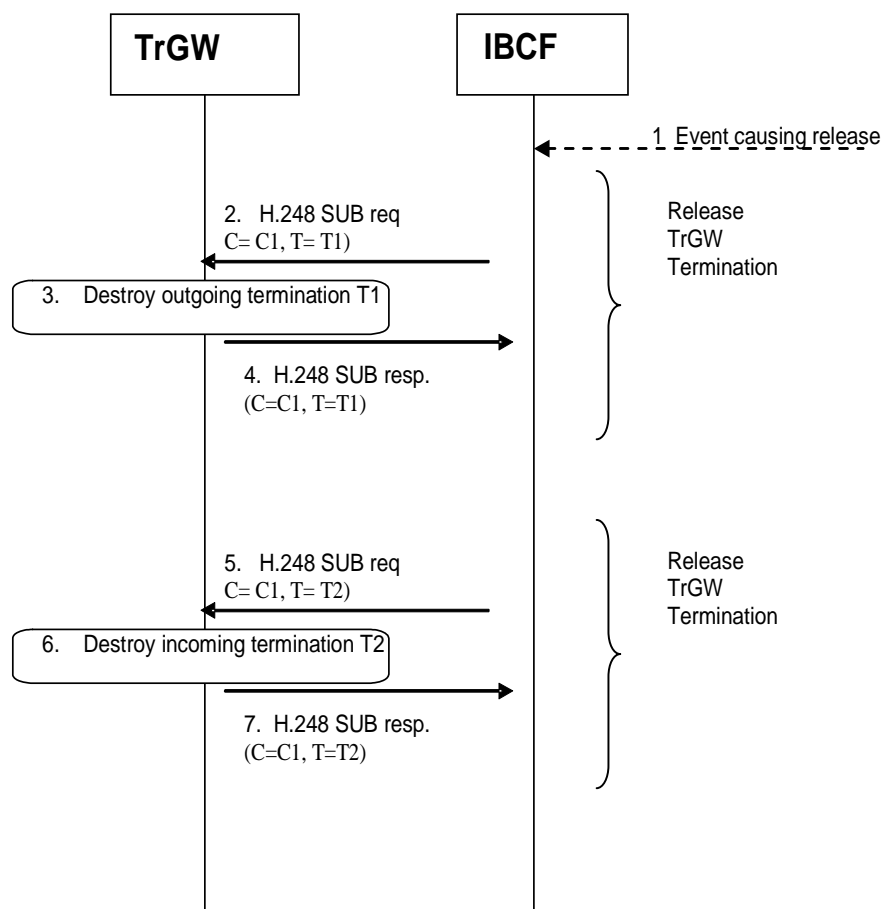 TrGW
IBCF
1 Event causing release
2. H.248 SUB req
C= C1, T= T1)
Release
TrGW
Termination
3. Destroy outgoing termination T1
4. H.248 SUB resp.
(C=C1, T=T1)
5. H.248 SUB req
C= C1, T= T2)
Release
TrGW
Termination
6. Destroy incoming termination T2
7. H.248 SUB resp.
(C=C1, T=T2)